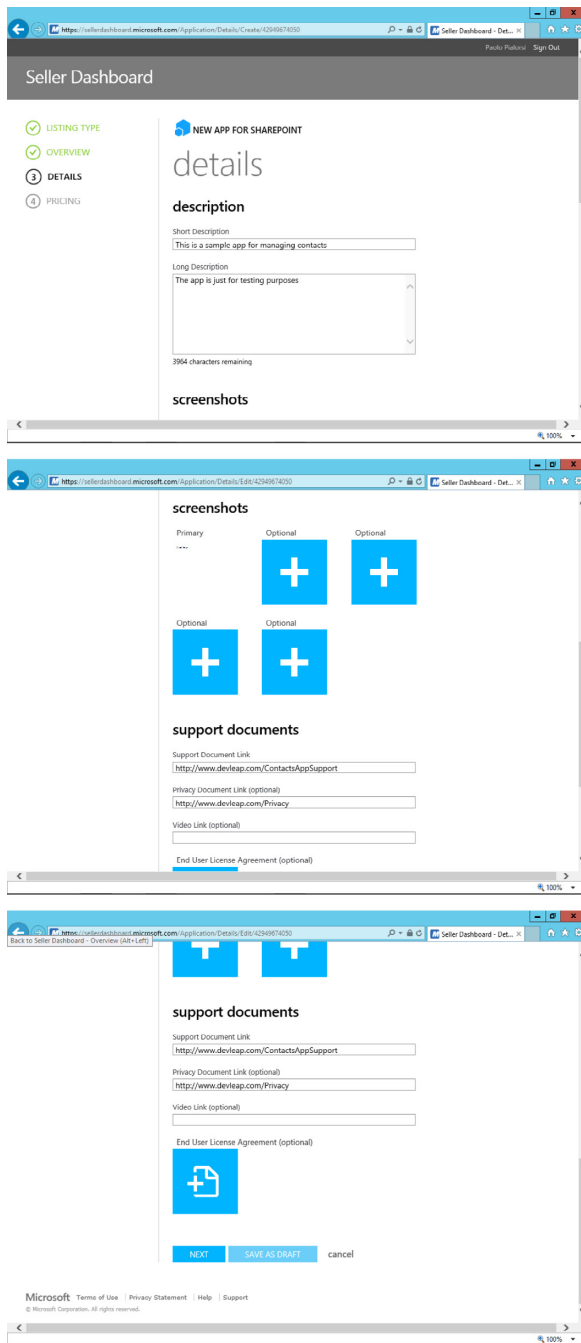 https://sellerdashboard.microsoft.com/Application/Details/Create/42949674050
Seller Dashboard - Det...
Paolo Pialorsi Sign Out
Seller Dashboard
LISTING TYPE
OVERVIEW
3 DETAILS
4 PRICING
NEW APP FOR SHAREPOINT
details
description
Short Description
This is a sample app for managing contacts
Long Description
The app is just for testing purposes
3964 characters remaining
screenshots
100%
https://sellerdashboard.microsoft.com/Application/Details/Edit/42949674050
Seller Dashboard - Det...
screenshots
Primary Optional Optional
Optional Optional
support documents
Support Document Link
http://www.devleap.com/ContactsAppSupport
Privacy Document Link (optional)
http://www.devleap.com/Privacy
Video Link (optional)
End User License Agreement (optional)
100%
https://sellerdashboard.microsoft.com/Application/Details/Edit/42949674050
Seller Dashboard - Det...
Back to Seller Dashboard - Overview (Alt+Left)
support documents
Support Document Link
http://www.devleap.com/ContactsAppSupport
Privacy Document Link (optional)
http://www.devleap.com/Privacy
Video Link (optional)
End User License Agreement (optional)
NEXT SAVE AS DRAFT cancel
Microsoft Terms of Use Privacy Statement Help Support
© Microsoft Corporation. All rights reserved.
100%